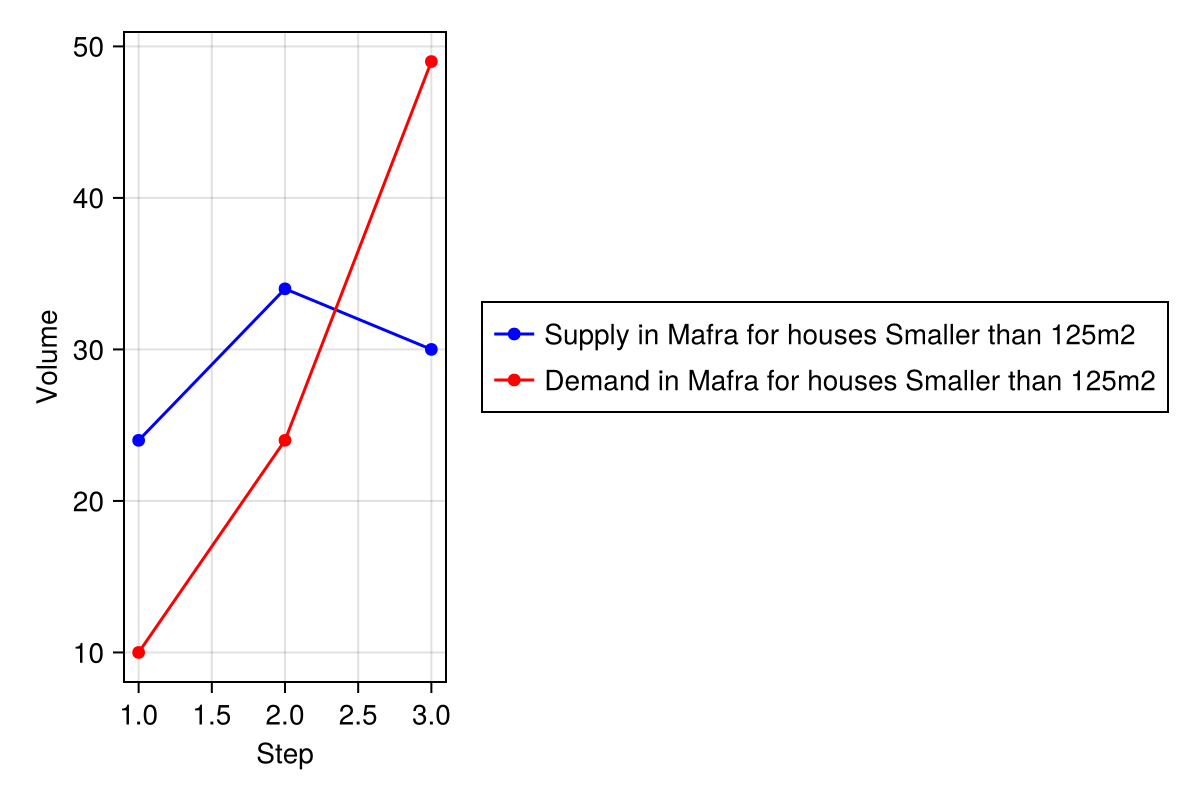 50
40
30
20
10
Volume
1.0 1.5 2.0 2.5 3.0
Step
Supply in Mafra for houses Smaller than 125m2
Demand in Mafra for houses Smaller than 125m2